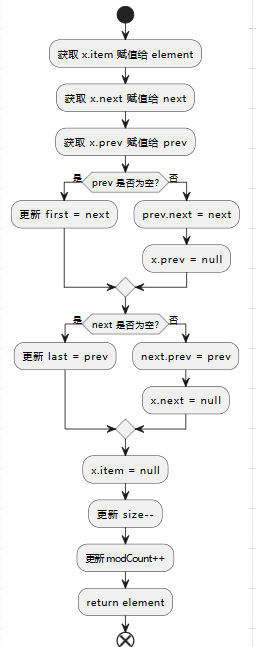 获取 x.item 赋值给 element
获取 x.next 赋值给 next
获取 x.prev 赋值给 prev
是
prev 是否为空?
否
更新 first = next
prev.next = next
x.prev = null
是
next 是否为空?
否
更新 last = prev
next.prev = prev
x.next = null
x.item = null
更新 size--
更新 modCount++
return element